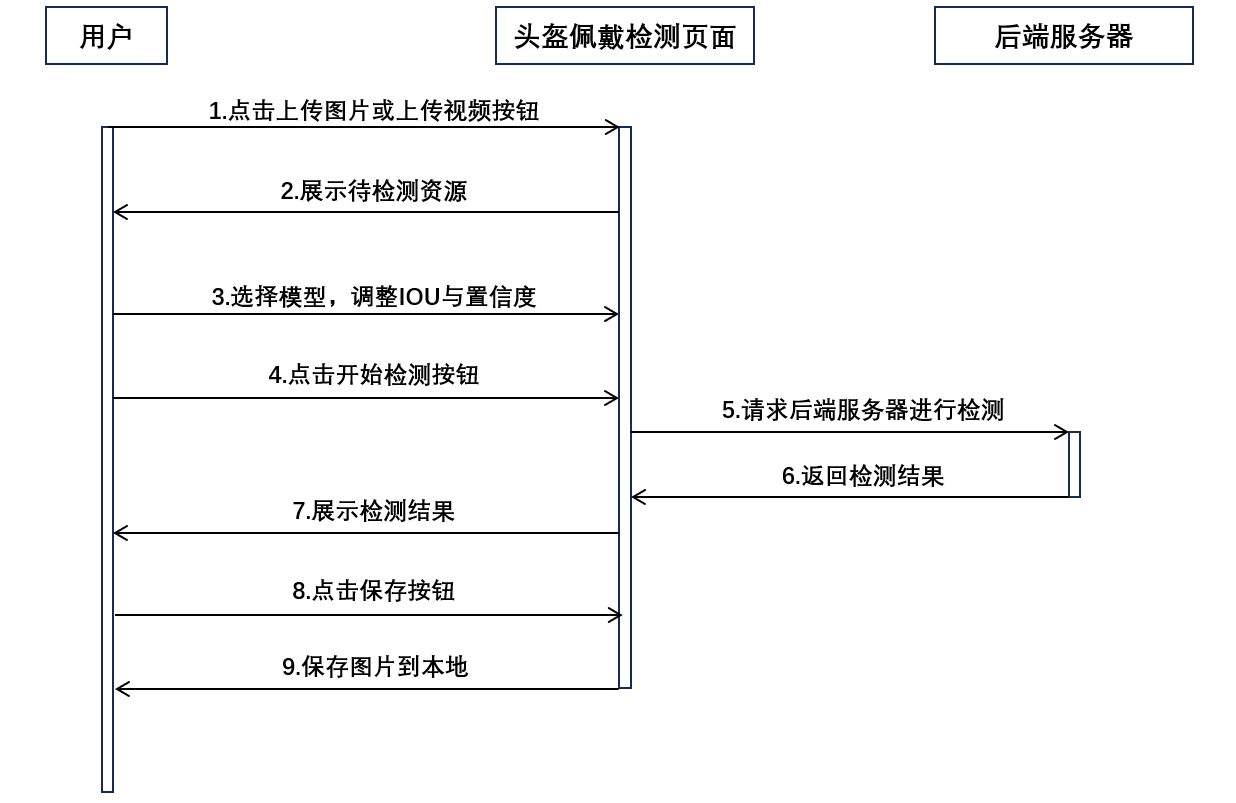 用户
头盔佩戴检测页面
后端服务器
1.点击上传图片或上传视频按钮
2.展示待检测资源
3.选择模型，调整IOU与置信度
4.点击开始检测按钮
5.请求后端服务器进行检测
6.返回检测结果
7.展示检测结果
8.点击保存按钮
9.保存图片到本地